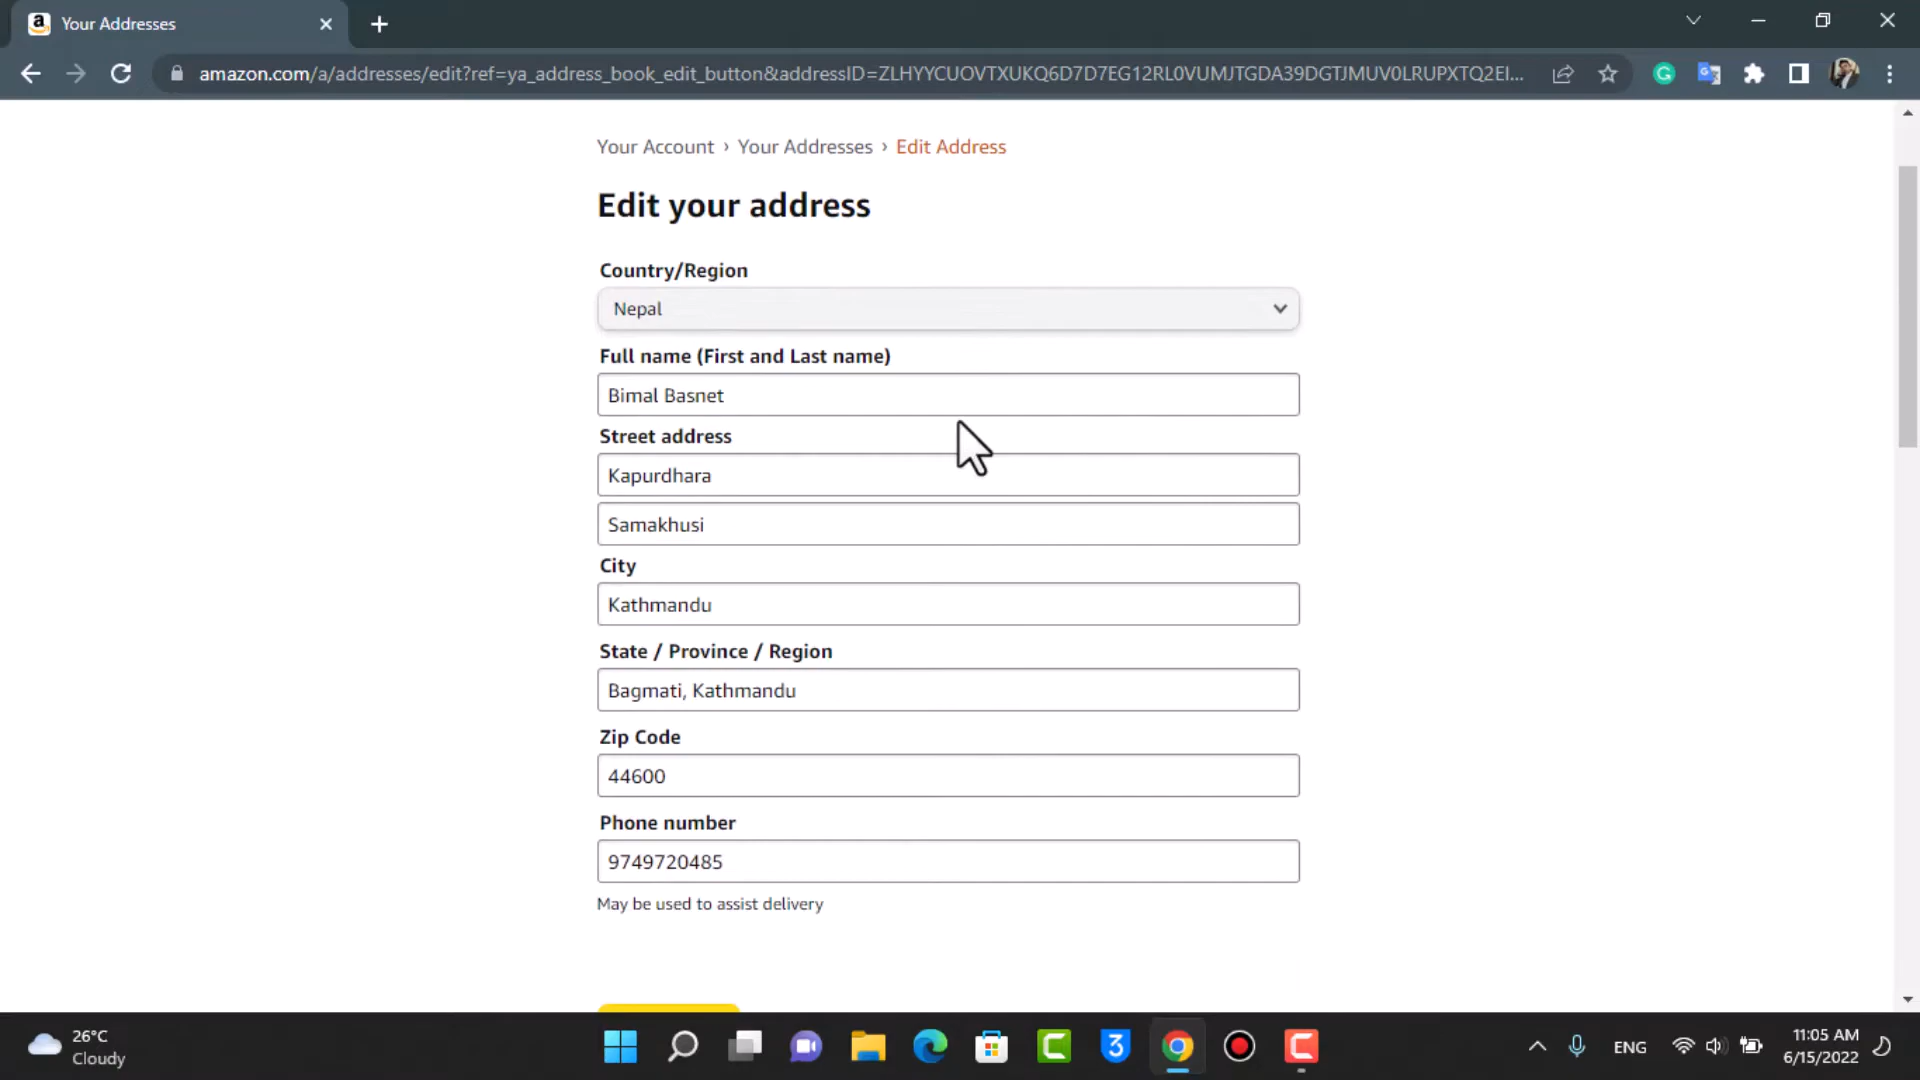 Your Addresses
amazon.com/a/addresses/edit?ref=ya_address_book_edit_button&addressID=ZLHYYCUOVTXUKQ6D7D7EG12RL0VUMJTGDA39DGTJMUV0LRUPXTQ2EI...
Your Account › Your Addresses › Edit Address
Edit your address
Country/Region
Nepal
Full name (First and Last name)
Bimal Basnet
Street address
Kapurdhara
Samakhusi
City
Kathmandu
State / Province / Region
Bagmati, Kathmandu
Zip Code
44600
Phone number
9749720485
May be used to assist delivery
26°C
Cloudy
ENG
11:05 AM
6/15/2022